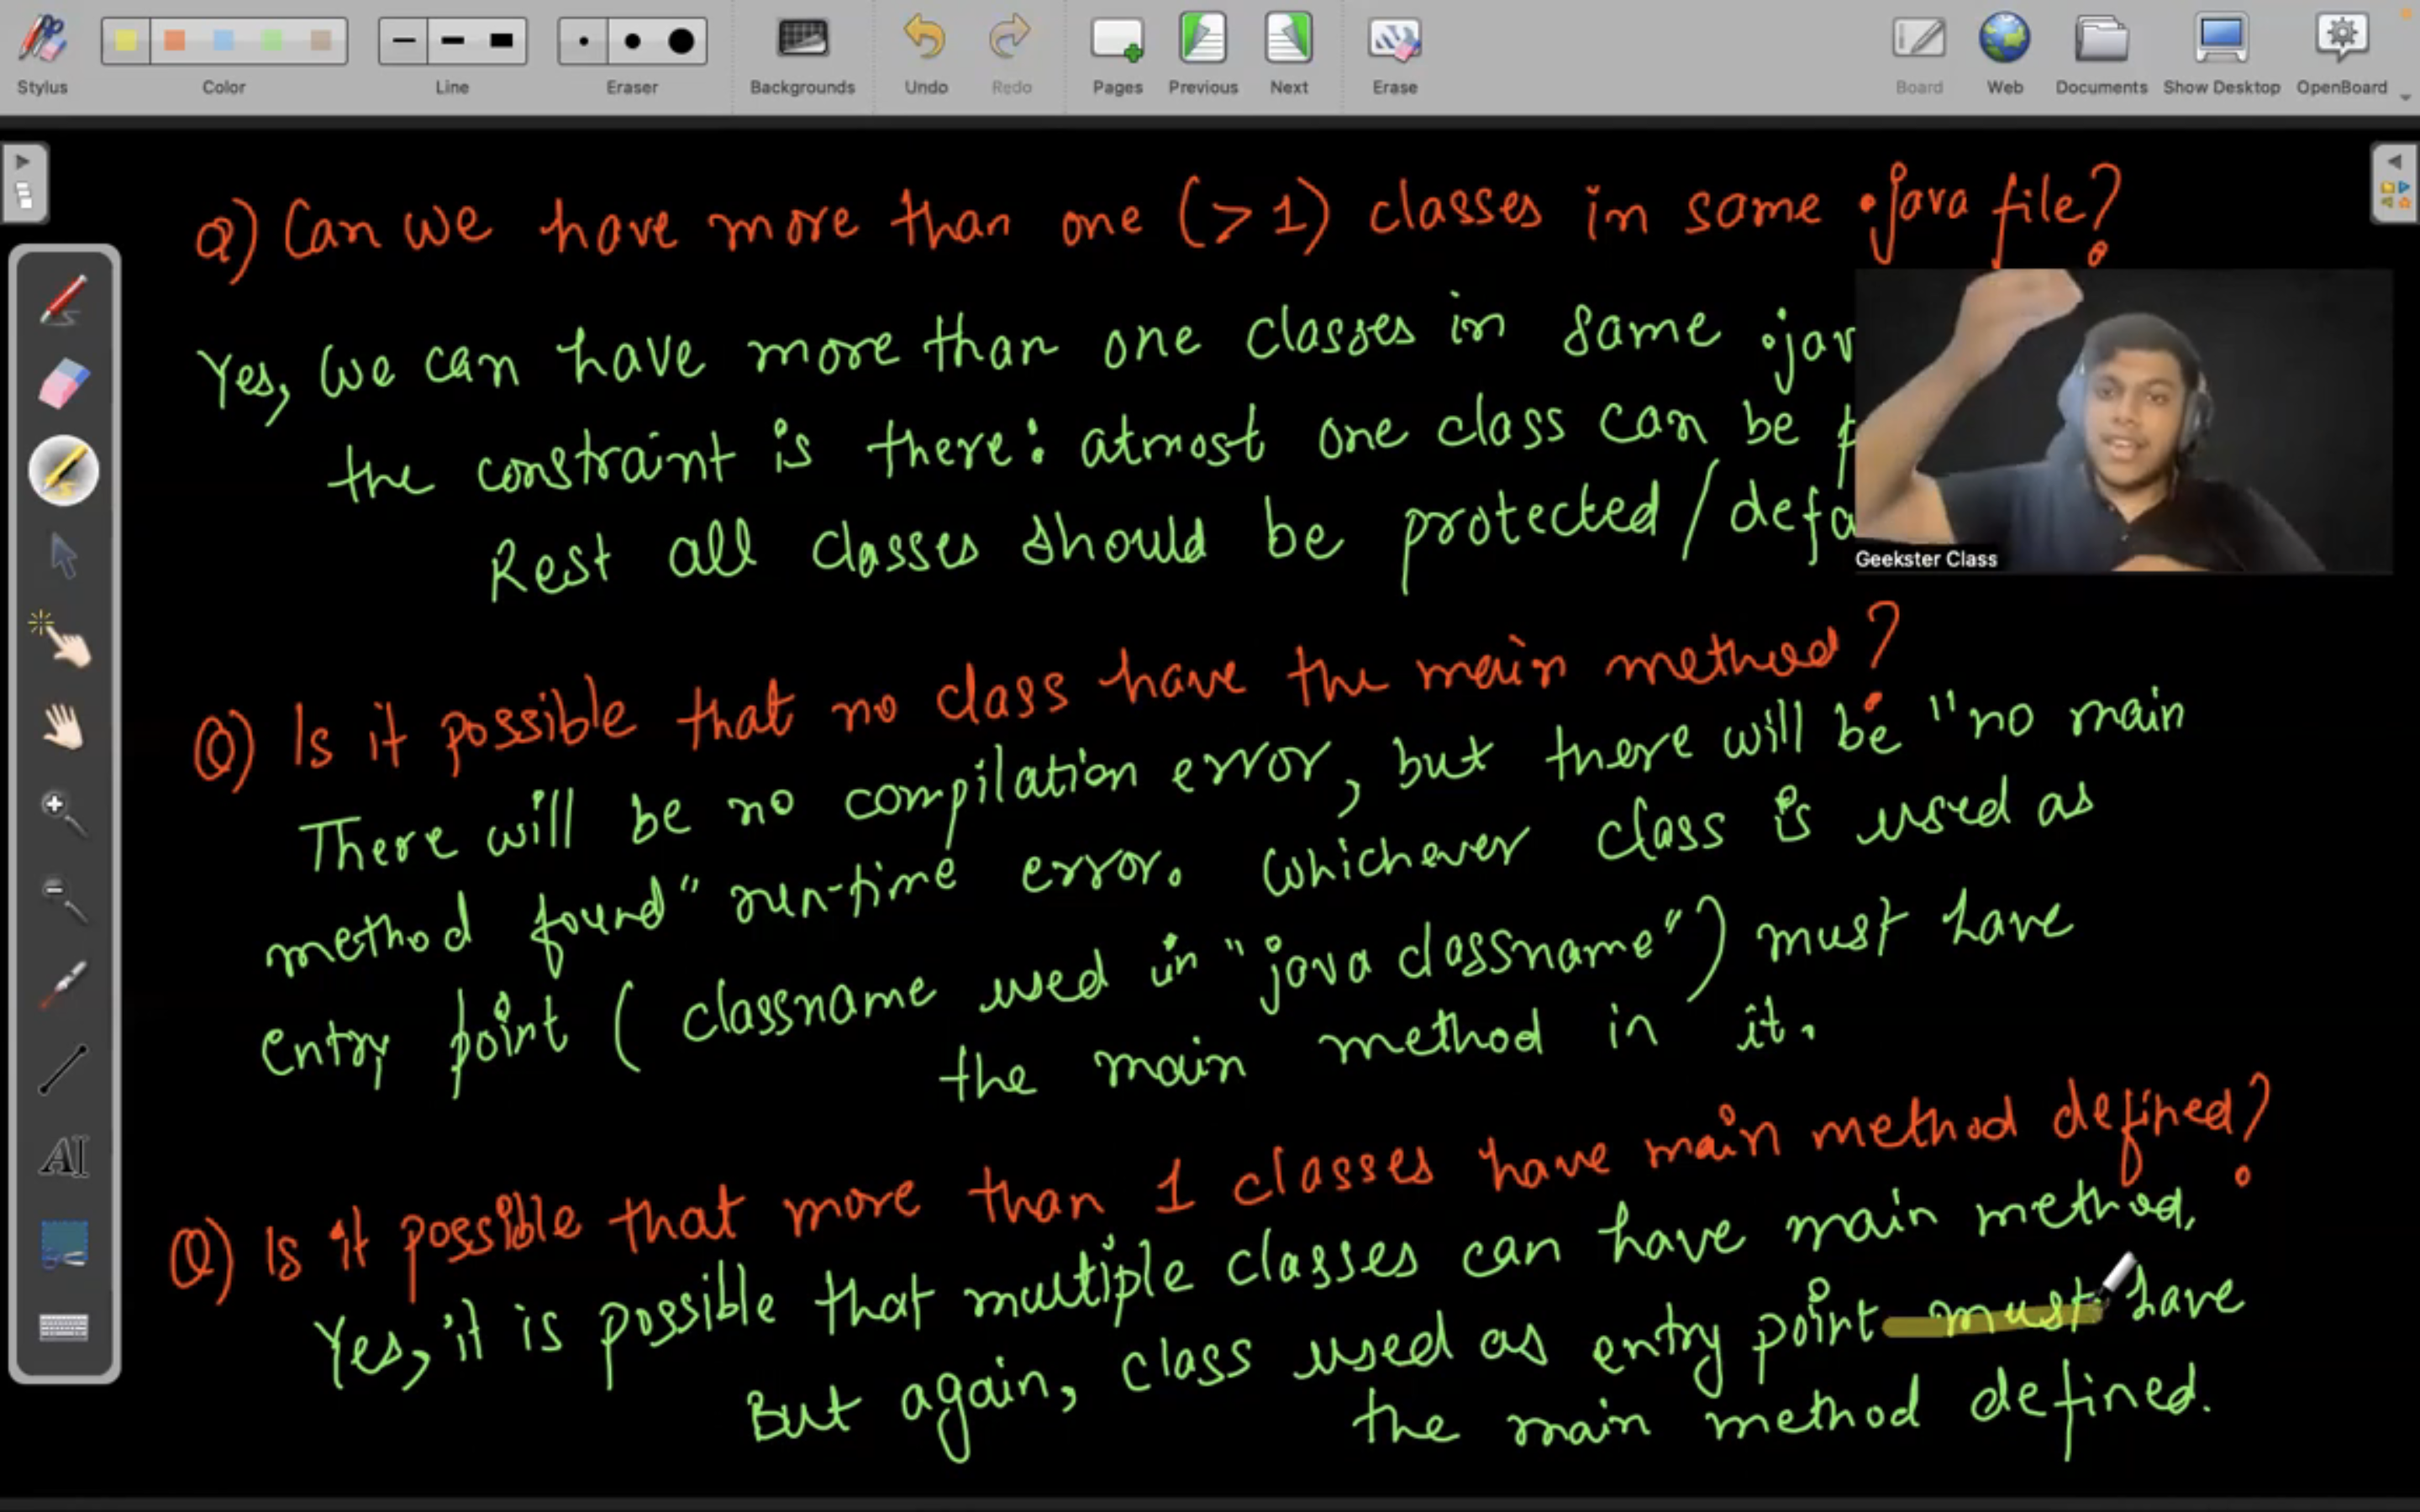 Stylus Color Line Eraser Backgrounds Undo Redo Pages Previous Next Erase Board Web Documents Show Desktop OpenBoard
Q) Can we have more than one (>1) classes in same .java file?
Yes, we can have more than one classes in same .jav
the constraint is there: atmost one class can be
Rest all classes should be protected/defa
Geekster Class
Q) Is it possible that no class have the main method?
There will be no compilation error, but there will be "no main
method found" run-time error. Whichever class is used as
entry point (classname used in "java classname") must have
the main method in it.
Q) Is it possible that more than 1 classes have main method defined?
Yes, it is possible that multiple classes can have main method.
But again, class used as entry point must have
the main method defined.
AI